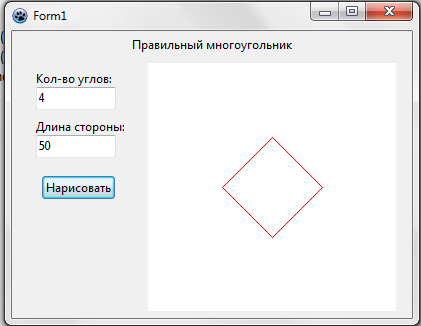 Form1
Правильный многоугольник
Кол-во углов:
4
Длина стороны:
50
Нарисовать